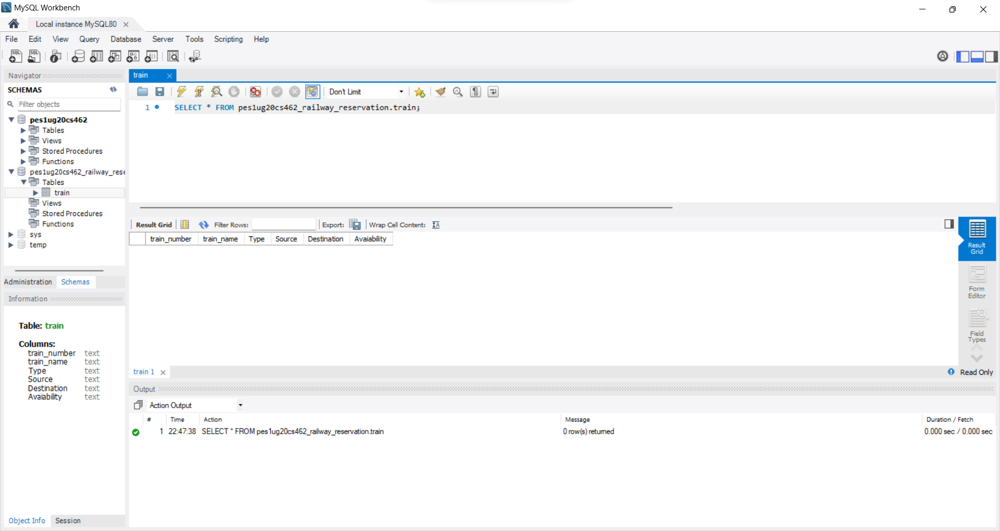 MySQL Workbench
Local instance MySQL80
File Edit View Query Database Server Tools Scripting Help
Navigator
SCHEMAS
Filter objects
pes1ug20cs462
Tables
Views
Stored Procedures
Functions
pes1ug20cs462_railway_rese
Tables
train
Views
Stored Procedures
Functions
sys
temp
Administration Schemas
Information
Table: train
Columns:
train_number text
train_name text
Type text
Source text
Destination text
Avaiability text
Object Info Session
train
Don't Limit
1 SELECT * FROM pes1ug20cs462_railway_reservation.train;
Result Grid Filter Rows: Export: Wrap Cell Content:
train_number train_name Type Source Destination Avaiability
Result
Grid
Form
Editor
Field
Types
train 1
Read Only
Output
Action Output
# Time Action Message Duration / Fetch
1 22:47:38 SELECT * FROM pes1ug20cs462_railway_reservation.train 0 row(s) returned 0.000 sec / 0.000 sec